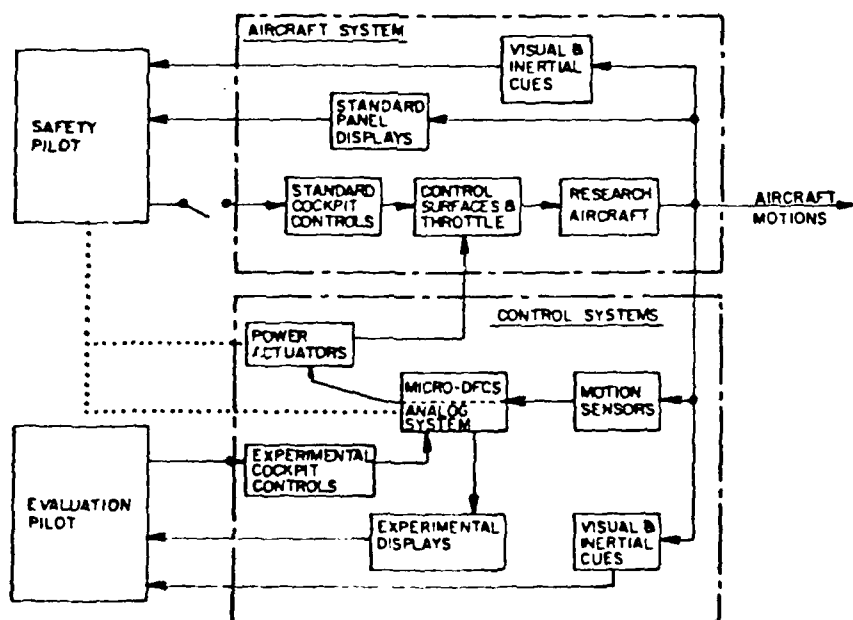 AIRCRAFT SYSTEM
VISUAL &
INERTIAL
CUES
SAFETY
PILOT
STANDARD
PANEL
DISPLAYS
STANDARD
COCKPIT
CONTROLS
CONTROL
SURFACES &
THROTTLE
RESEARCH
AIRCRAFT
AIRCRAFT
MOTIONS
CONTROL SYSTEMS
POWER
ACTUATORS
MICRO-DFCS
ANALOG
SYSTEM
MOTION
SENSORS
EXPERIMENTAL
COCKPIT
CONTROLS
EVALUATION
PILOT
EXPERIMENTAL
DISPLAYS
VISUAL &
INERTIAL
CUES